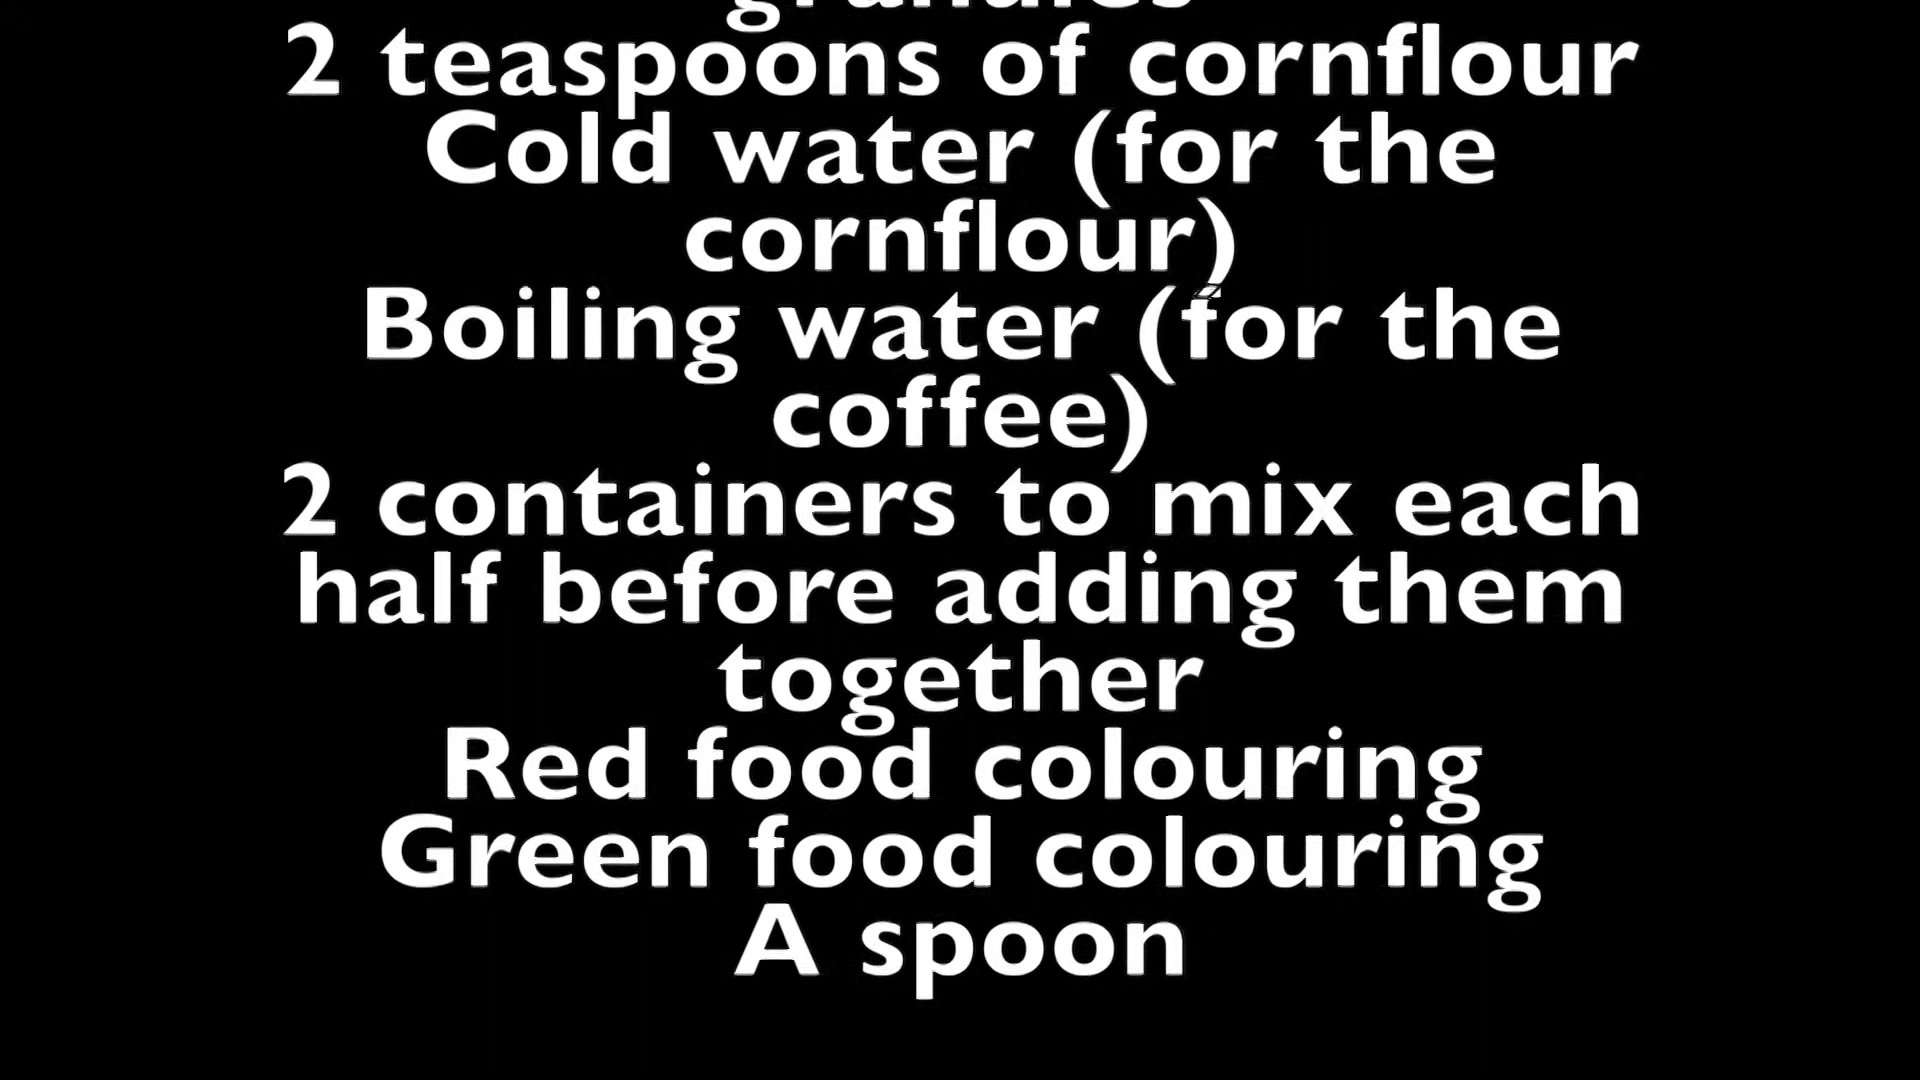 granules
2 teaspoons of cornflour
Cold water (for the
cornflour)
Boiling water (for the
coffee)
2 containers to mix each
half before adding them
together
Red food colouring
Green food colouring
A spoon